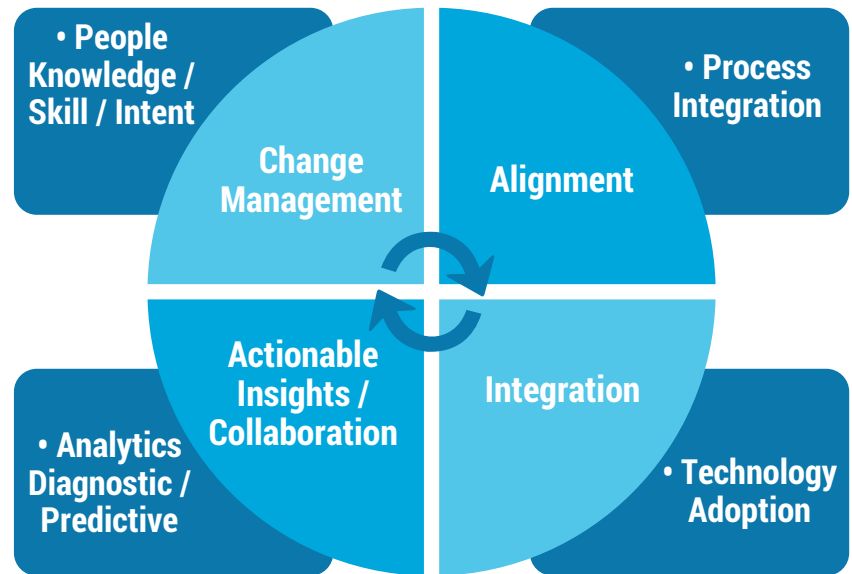 • People
Knowledge /
Skill / Intent
Change
Management
Alignment
• Process
Integration
Actionable
Insights /
Collaboration
Integration
• Analytics
Diagnostic /
Predictive
• Technology
Adoption